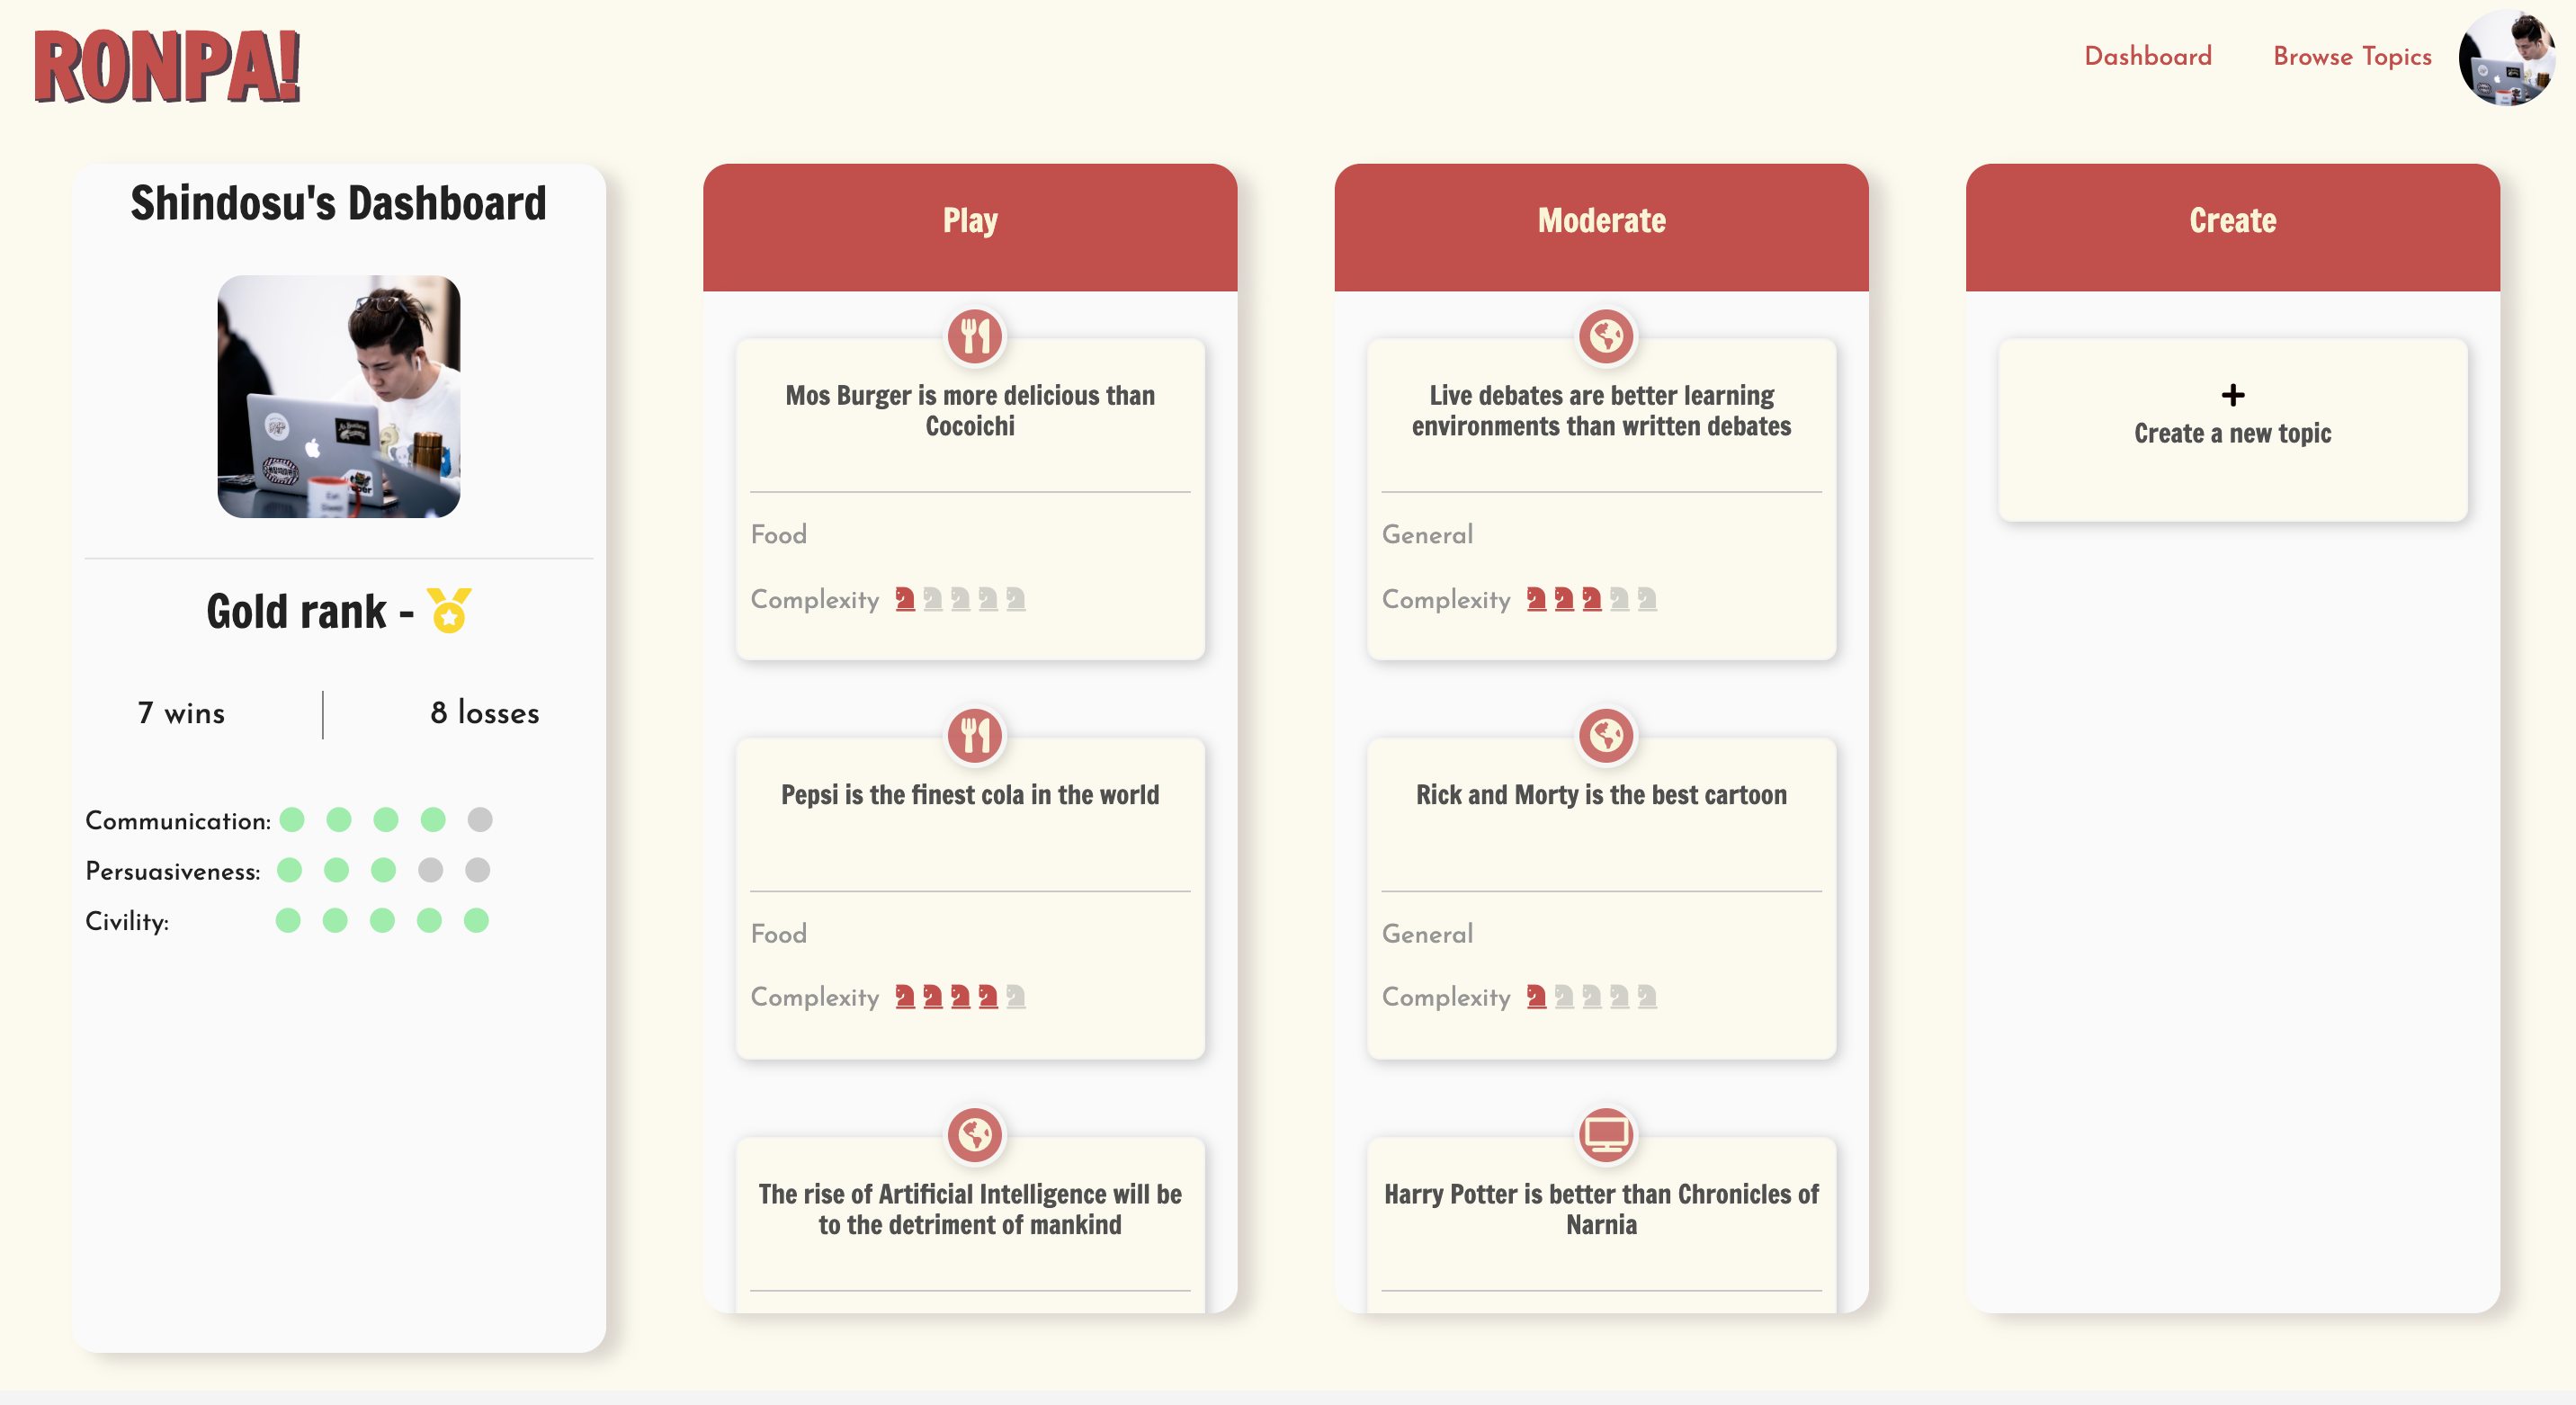 RONPA!
Dashboard
Browse Topics
Shindosu's Dashboard
Gold rank -
7 wins
8 losses
Communication:
Persuasiveness:
Civility:
Play
Mos Burger is more delicious than
Cocoichi
Food
Complexity
Pepsi is the finest cola in the world
Food
Complexity
The rise of Artificial Intelligence will be
to the detriment of mankind
Moderate
Live debates are better learning
environments than written debates
General
Complexity
Rick and Morty is the best cartoon
General
Complexity
Harry Potter is better than Chronicles of
Narnia
Create
+
Create a new topic